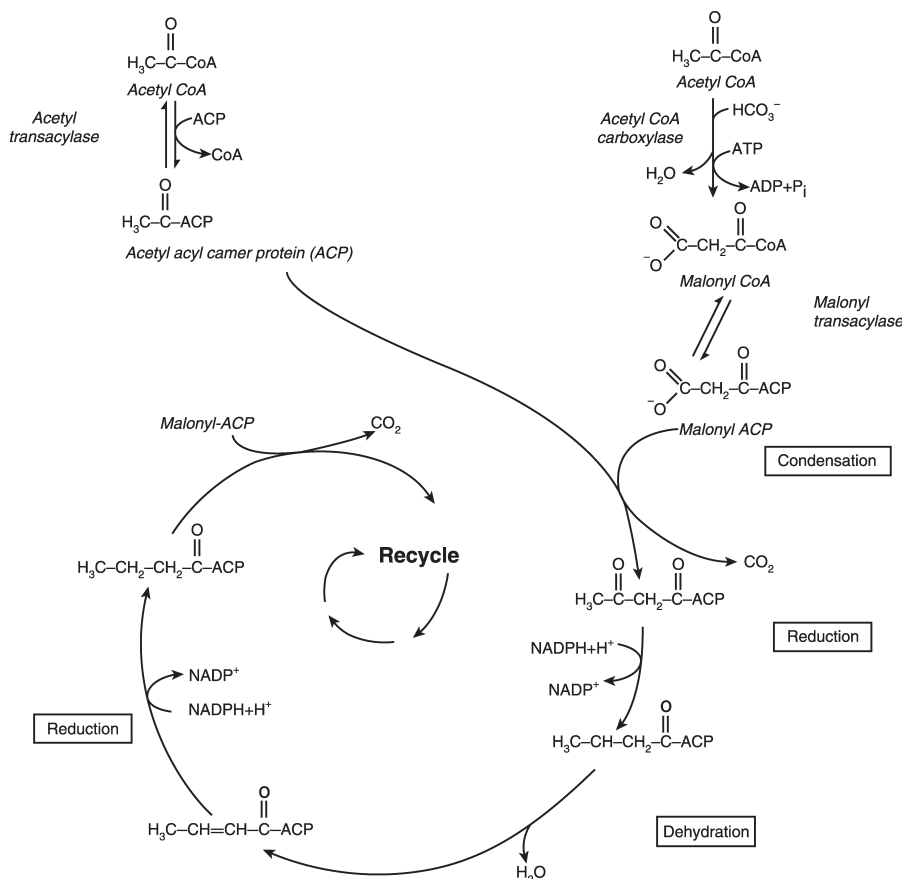 O
H₃C–C–CoA
Acetyl CoA
Acetyl
transacylase
ACP
CoA
O
H₃C–C–ACP
Acetyl acyl camer protein (ACP)
O
H₃C–C–CoA
Acetyl CoA
Acetyl CoA
carboxylase
HCO₃⁻
ATP
H₂O
ADP+Pi
O
O
C–CH₂–C–CoA
⁻O
Malonyl CoA
Malonyl
transacylase
O
O
C–CH₂–C–ACP
⁻O
Malonyl ACP
Condensation
CO₂
O O
H₃C–C–CH₂–C–ACP
Reduction
NADPH+H⁺
NADP⁺
O
H₃C–CH–CH₂–C–ACP
Dehydration
H₂O
O
H₃C–CH=CH–C–ACP
Reduction
NADP⁺
NADPH+H⁺
O
H₃C–CH₂–CH₂–C–ACP
Malonyl-ACP
CO₂
Recycle